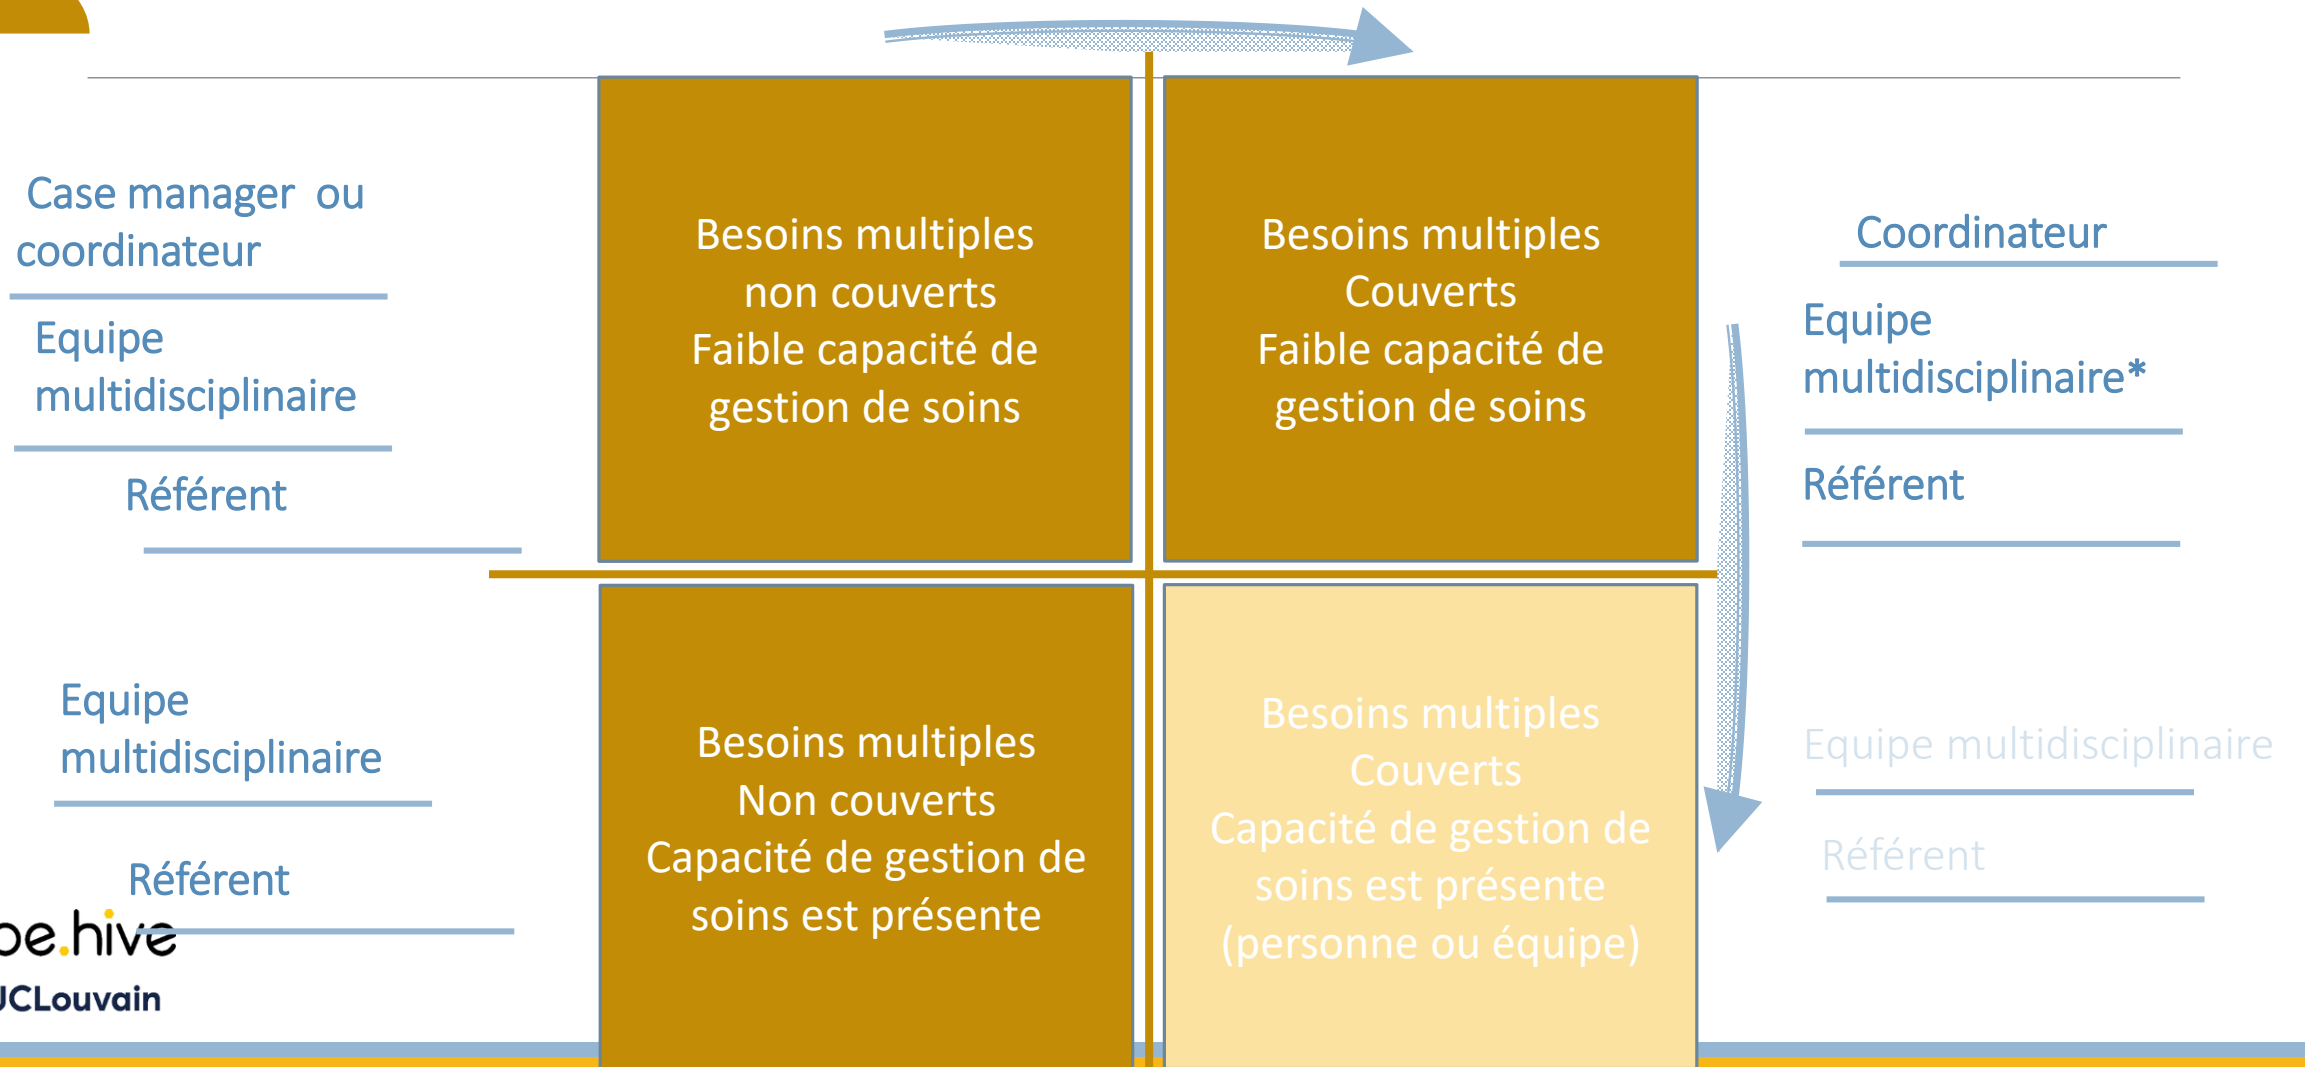 Case manager ou
coordinateur
Equipe
multidisciplinaire
Référent
Besoins multiples
non couverts
Faible capacité de
gestion de soins
Besoins multiples
Couverts
Faible capacité de
gestion de soins
Coordinateur
Equipe
multidisciplinaire*
Référent
Equipe
multidisciplinaire
Référent
Besoins multiples
Non couverts
Capacité de gestion de
soins est présente
Besoins multiples
Couverts
Capacité de gestion de
soins est présente
(personne ou équipe)
Equipe multidisciplinaire
Référent
be.hive
UCLouvain